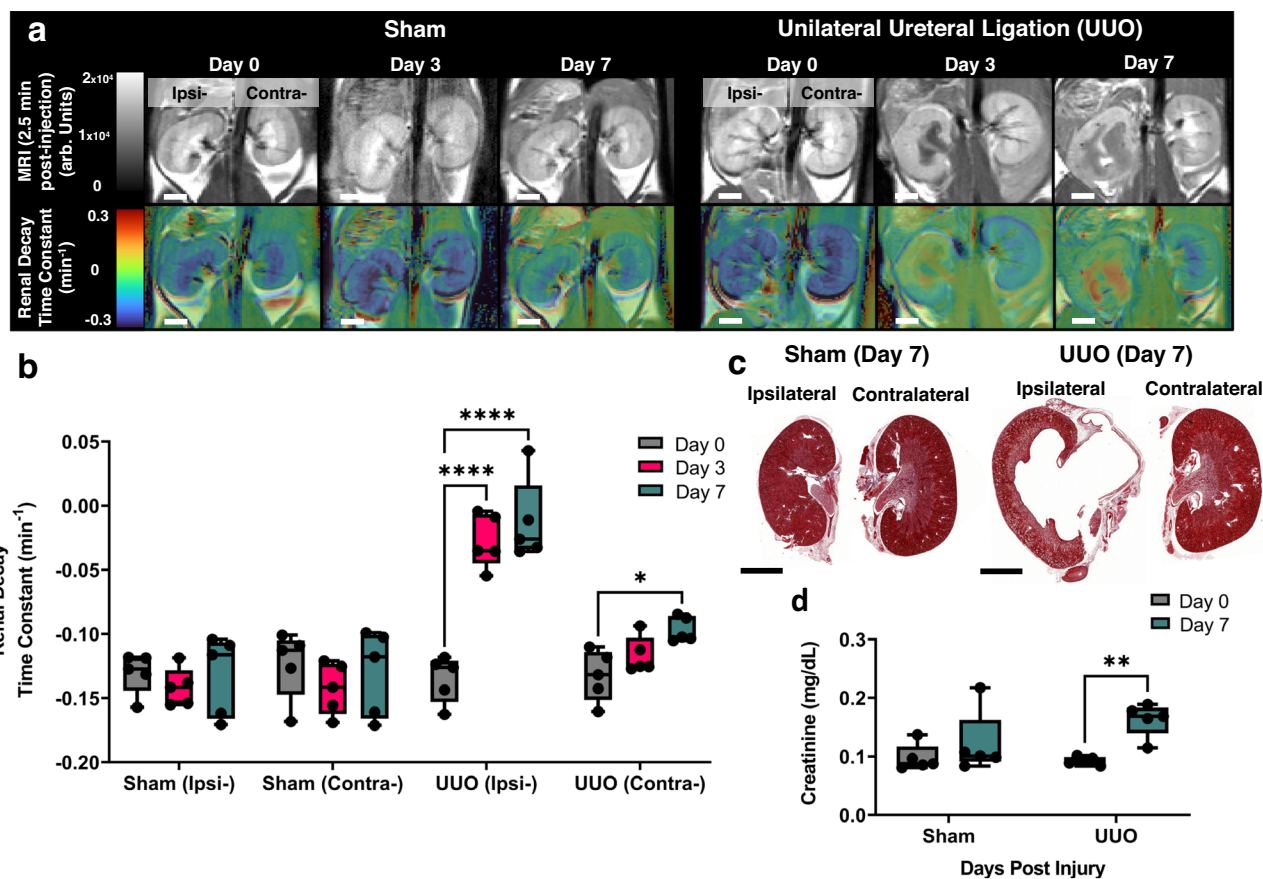 a
Sham
Unilateral Ureteral Ligation (UUO)
Day 0
Day 3
Day 7
Day 0
Day 3
Day 7
Ipsi-
Contra-
Ipsi-
Contra-
MRI (2.5 min
post-injection)
(arb. Units)
2x10⁴
1x10⁴
0
Renal Decay
Time Constant
(min⁻¹)
0.3
0
-0.3
b
Time Constant (min⁻¹)
0.05
0.00
-0.05
-0.10
-0.15
-0.20
****
****
*
Day 0
Day 3
Day 7
Sham (Ipsi-)
Sham (Contra-)
UUO (Ipsi-)
UUO (Contra-)
c
Sham (Day 7)
UUO (Day 7)
Ipsilateral
Contralateral
Ipsilateral
Contralateral
d
Day 0
Day 7
Creatinine (mg/dL)
0.3
0.2
0.1
0.0
**
Sham
UUO
Days Post Injury